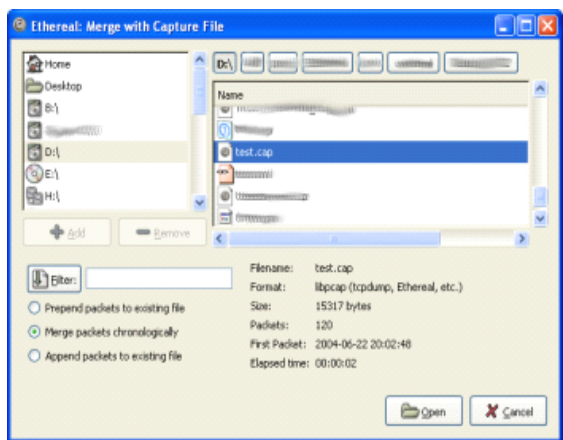 Ethereal: Merge with Capture File
Home
Desktop
B:\
D:\
E:\
H:\
Add
Remove
D:\
Name
test.cap
Filter:
Prepend packets to existing file
Merge packets chronologically
Append packets to existing file
Filename: test.cap
Format: libpcap (tcpdump, Ethereal, etc.)
Size: 15317 bytes
Packets: 120
First Packet: 2004-06-22 20:02:48
Elapsed time: 00:00:02
Open
Cancel